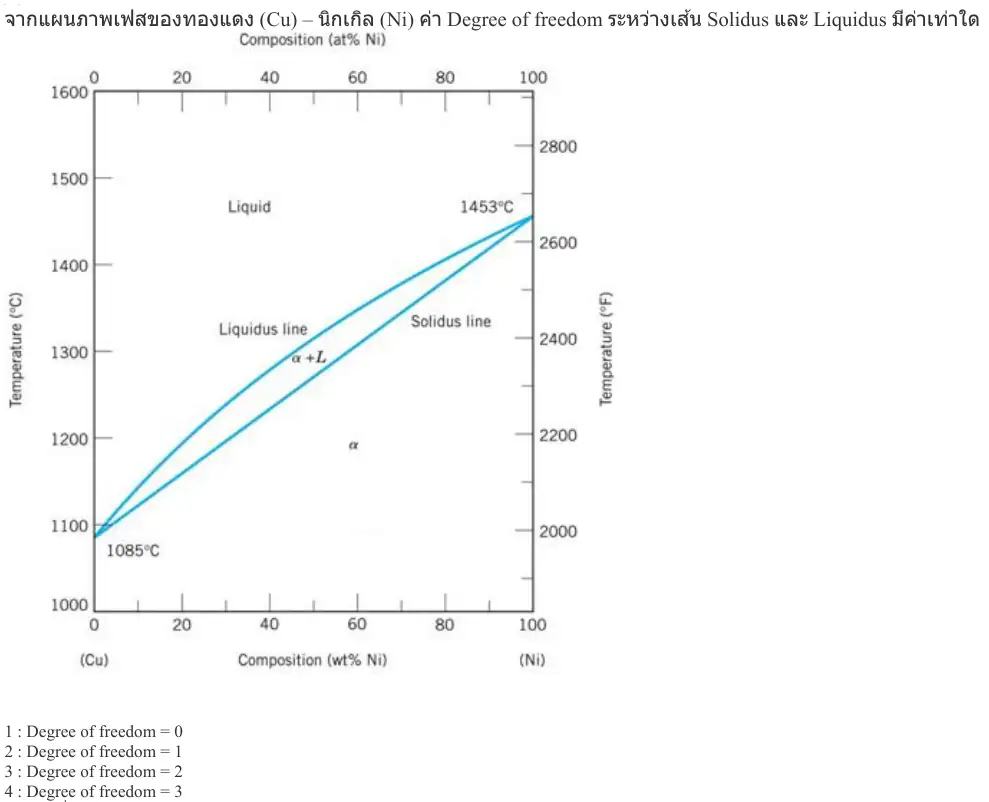 จากแผนภาพเฟสของทองแดง (Cu) – นิกเกิล (Ni) ค่า Degree of freedom ระหว่างเส้น Solidus และ Liquidus มีค่าเท่าใด
Composition (at% Ni)
0 20 40 60 80 100
1600
2800
1500
Liquid
1453°C
2600
1400
Temperature (°C)
Temperature (°F)
Liquidus line
Solidus line
2400
1300
α + L
1200
α
2200
1100
2000
1085°C
1000
0 20 40 60 80 100
(Cu)
Composition (wt% Ni)
(Ni)
1 : Degree of freedom = 0
2 : Degree of freedom = 1
3 : Degree of freedom = 2
4 : Degree of freedom = 3